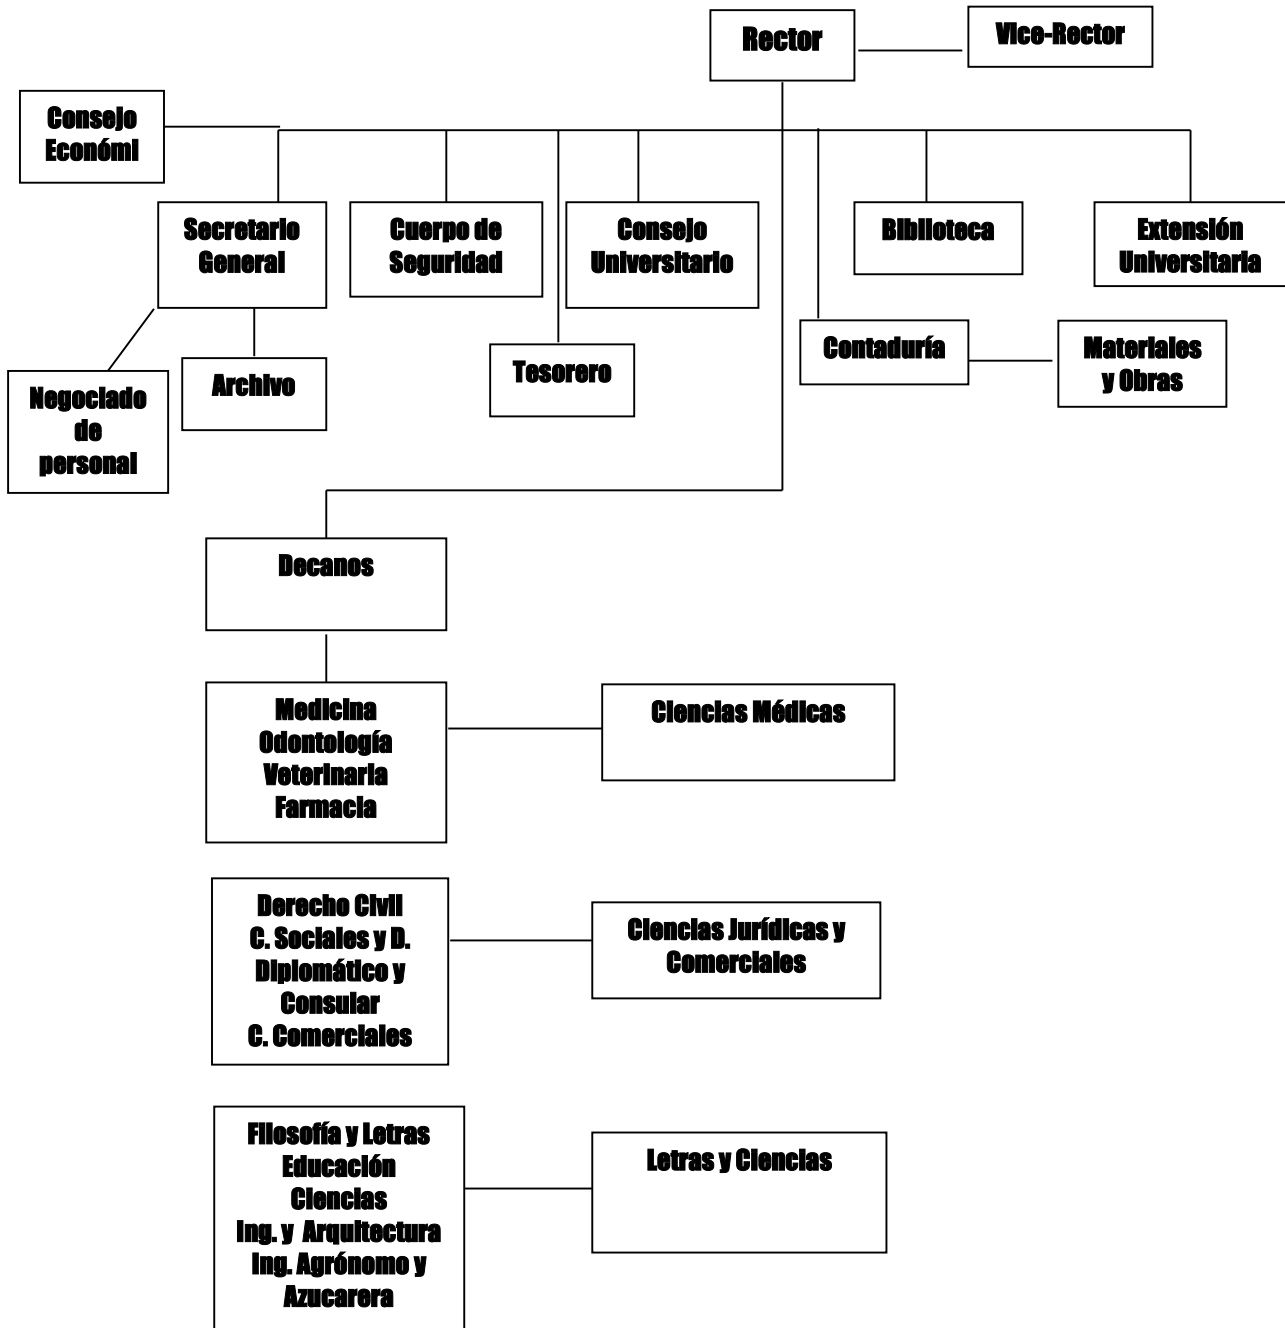 Rector
Vice-Rector
Consejo
Económi
Secretario
General
Cuerpo de
Seguridad
Consejo
Universitario
Biblioteca
Extensión
Universitaria
Negociado
de
personal
Archivo
Tesorero
Contaduría
Materiales
y Obras
Decanos
Medicina
Odontología
Veterinaria
Farmacia
Ciencias Médicas
Derecho Civil
C. Sociales y D.
Diplomático y
Consular
C. Comerciales
Ciencias Jurídicas y
Comerciales
Filosofía y Letras
Educación
Ciencias
Ing. y Arquitectura
Ing. Agrónomo y
Azucarera
Letras y Ciencias